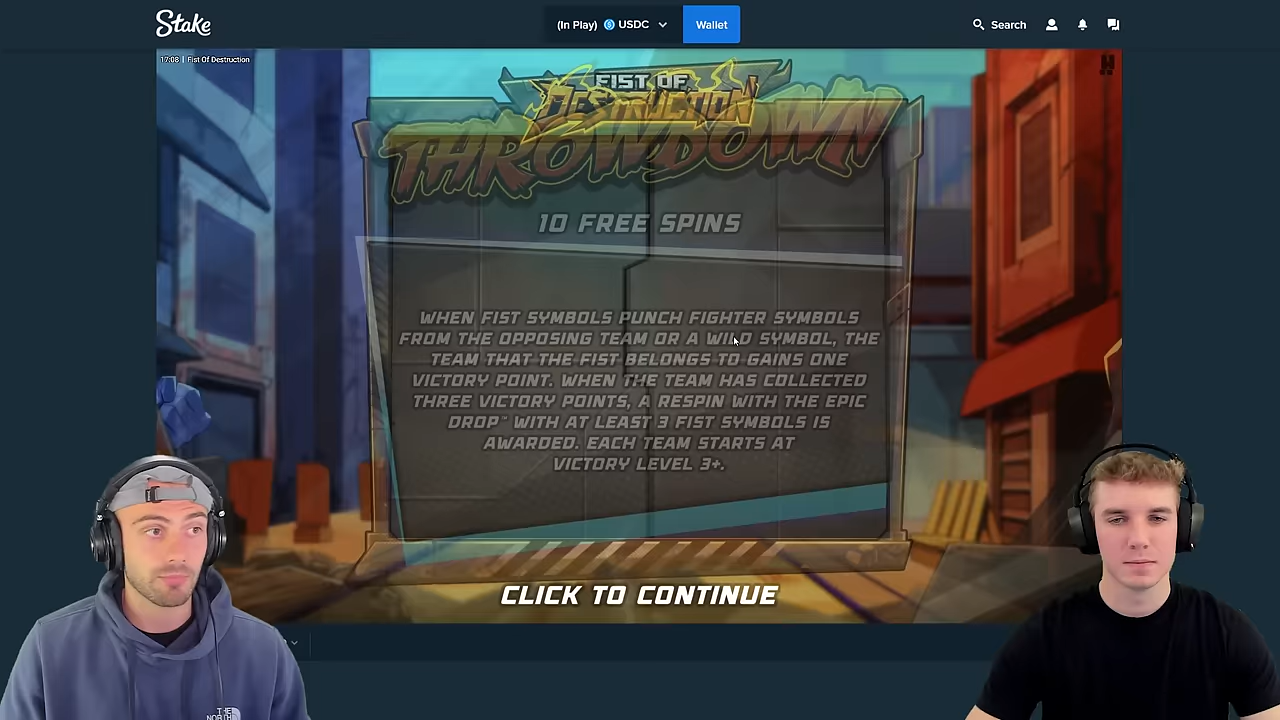 Stake
(In Play) USDC
Wallet
Search
17:08 | Fist Of Destruction
FIST OF
DESTRUCTION
THROWDOWN
10 FREE SPINS
WHEN FIST SYMBOLS PUNCH FIGHTER SYMBOLS
FROM THE OPPOSING TEAM OR A WILD SYMBOL, THE
TEAM THAT THE FIST BELONGS TO GAINS ONE
VICTORY POINT. WHEN THE TEAM HAS COLLECTED
THREE VICTORY POINTS, A RESPIN WITH THE EPIC
DROP™ WITH AT LEAST 3 FIST SYMBOLS IS
AWARDED. EACH TEAM STARTS AT
VICTORY LEVEL 3+.
CLICK TO CONTINUE
THE
NORTH